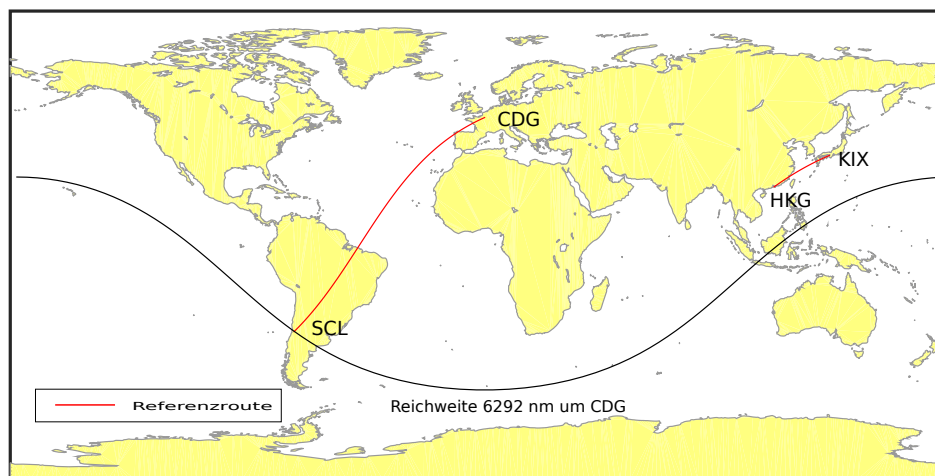 CDG
KIX
HKG
SCL
Referenzroute
Reichweite 6292 nm um CDG